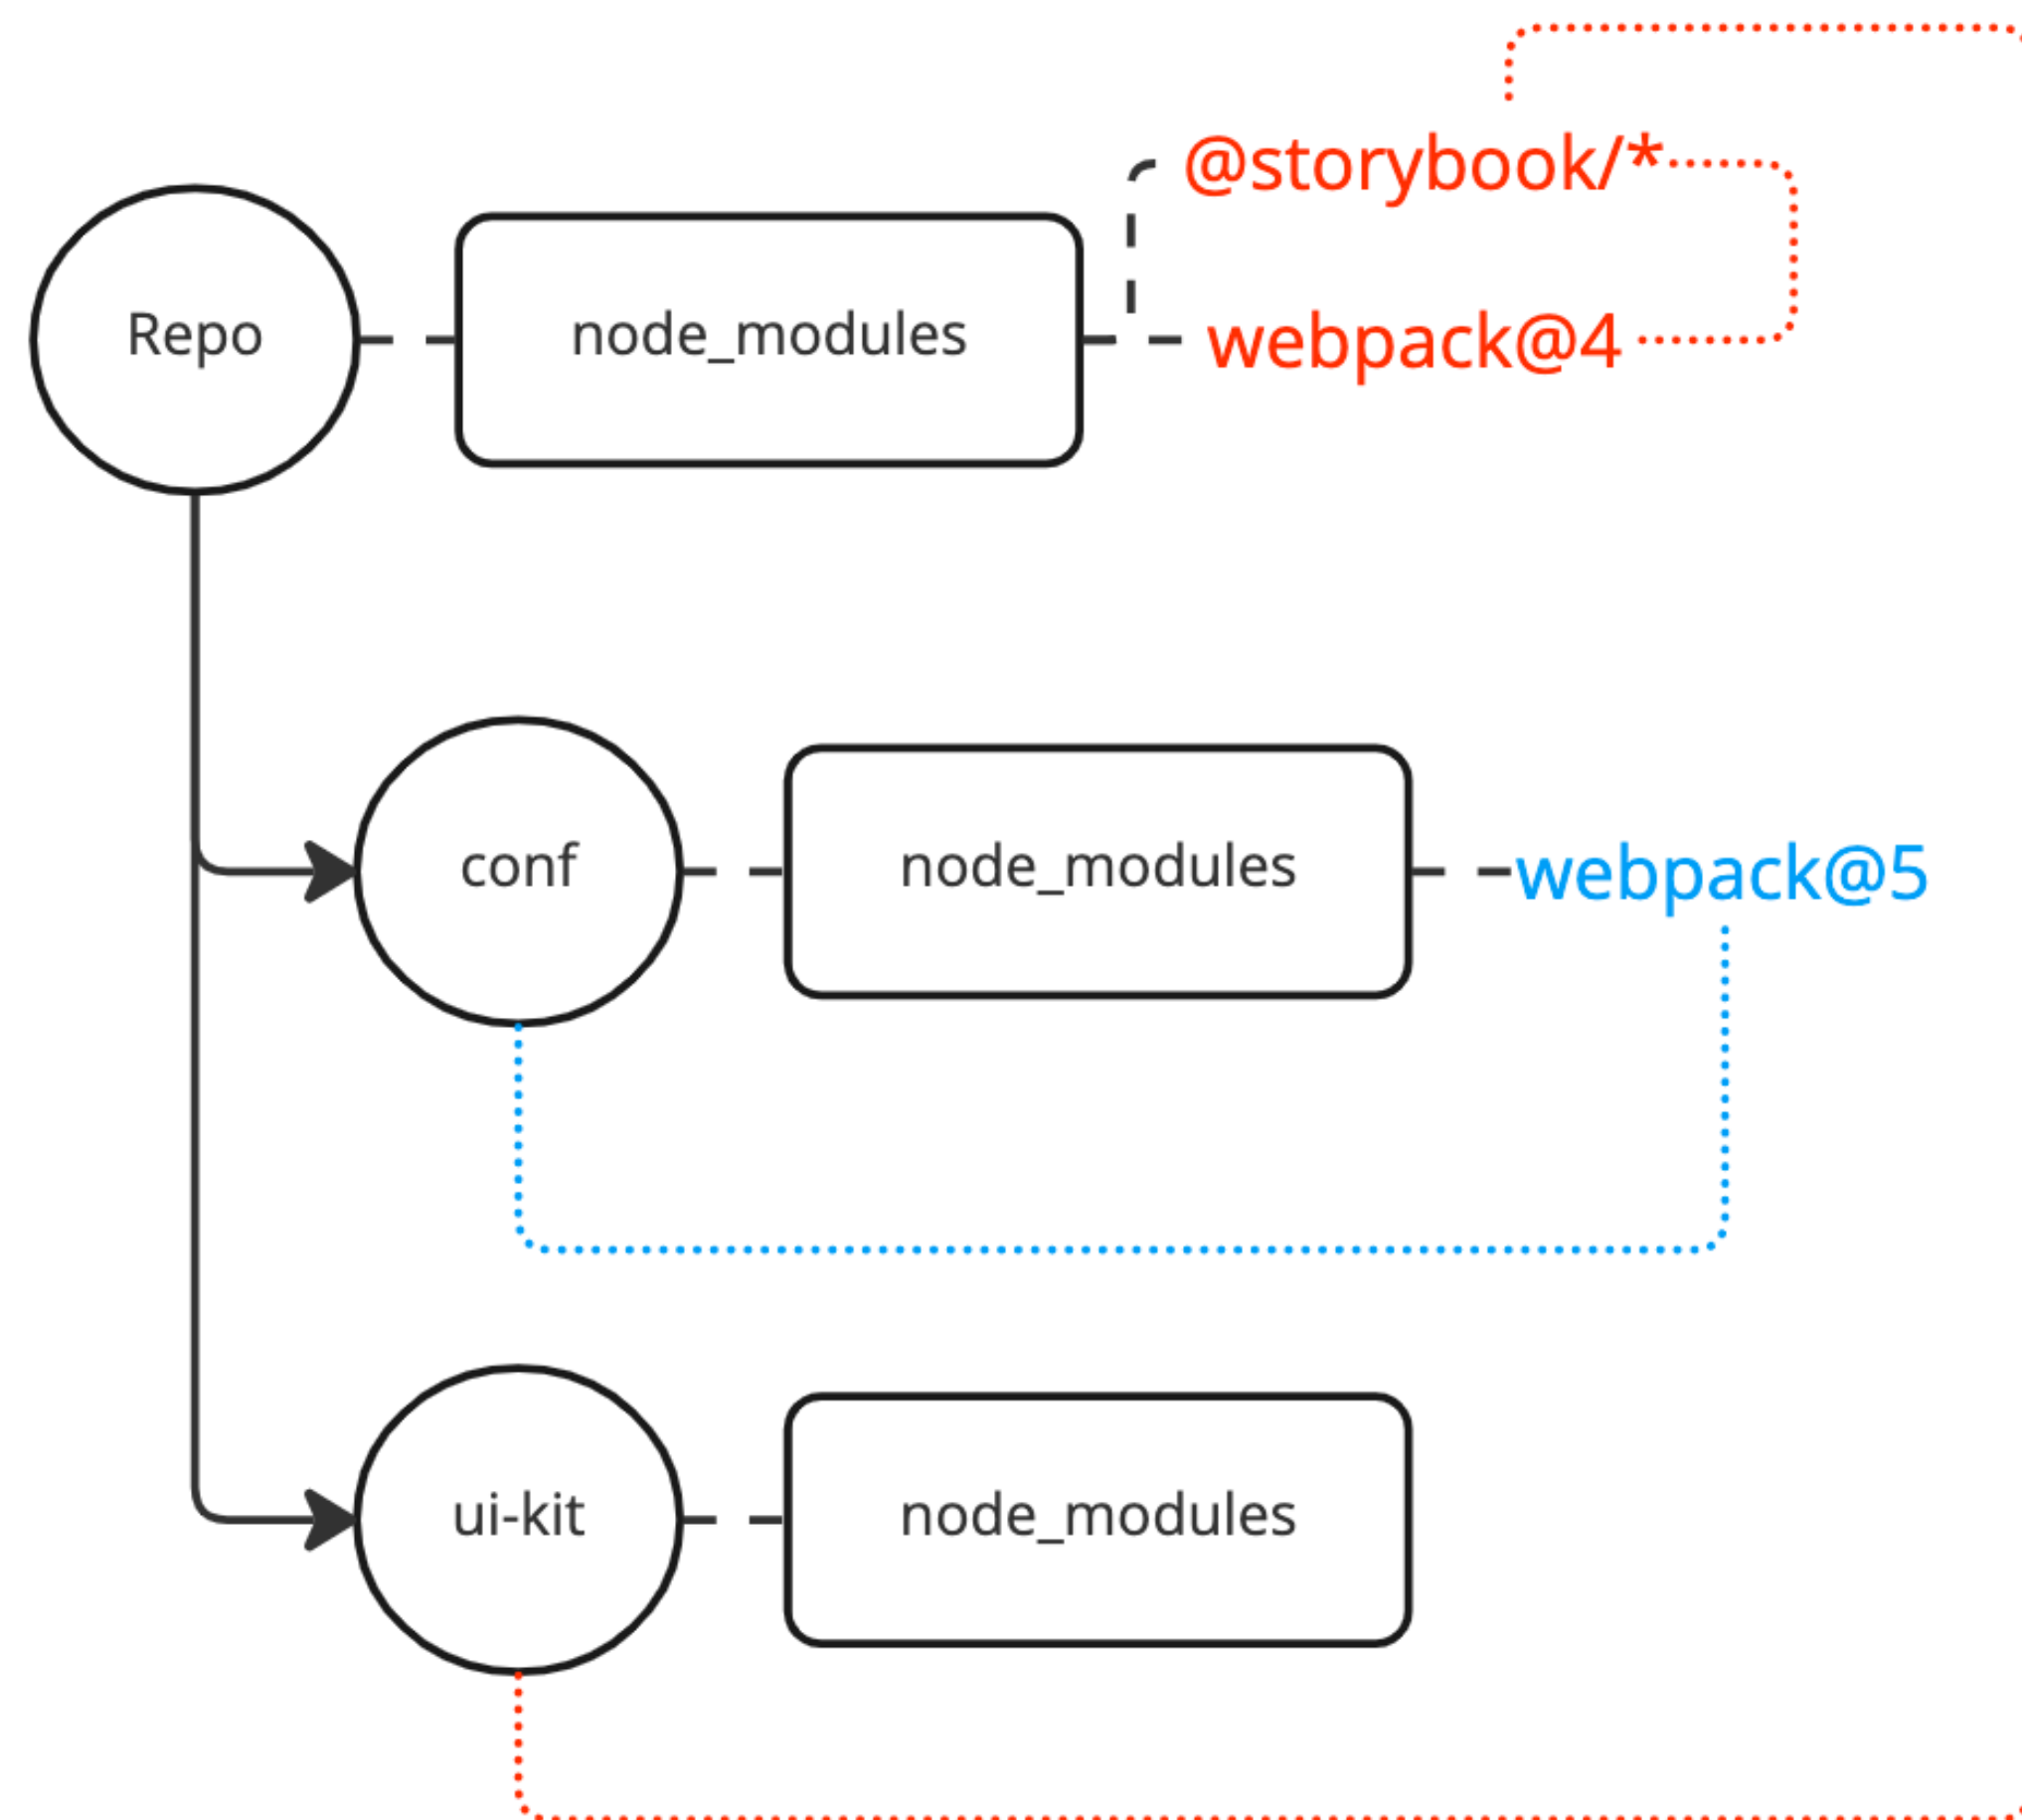 @storybook/*
Repo
node_modules
webpack@4
conf
node_modules
webpack@5
ui-kit
node_modules